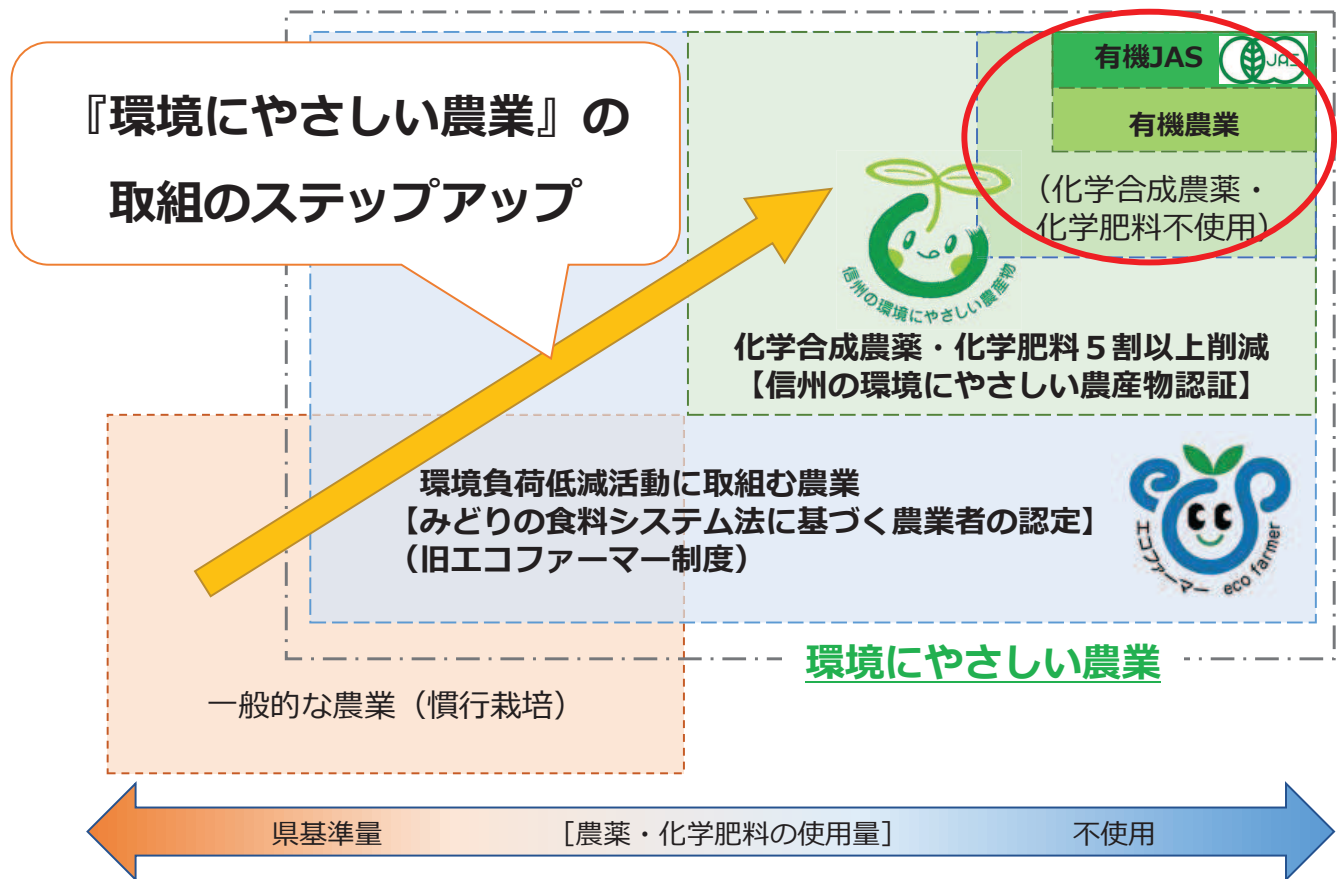 『環境にやさしい農業』の
取組のステップアップ
有機JAS
JAS
有機農業
（化学合成農薬・
化学肥料不使用）
信州の環境にやさしい農産物
化学合成農薬・化学肥料５割以上削減
【信州の環境にやさしい農産物認証】
環境負荷低減活動に取組む農業
【みどりの食料システム法に基づく農業者の認定】
（旧エコファーマー制度）
エコファーマー eco farmer
環境にやさしい農業
一般的な農業（慣行栽培）
県基準量 ［農薬・化学肥料の使用量］ 不使用